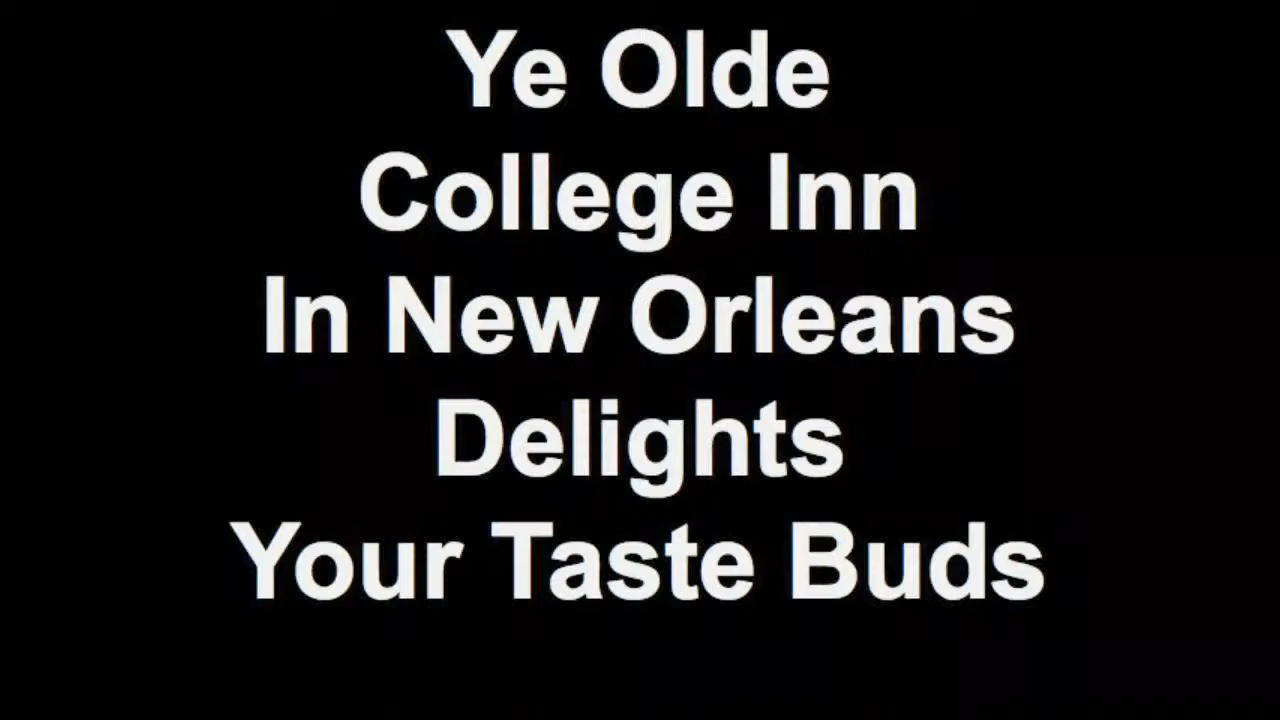 Ye Olde
College Inn
In New Orleans
Delights
Your Taste Buds